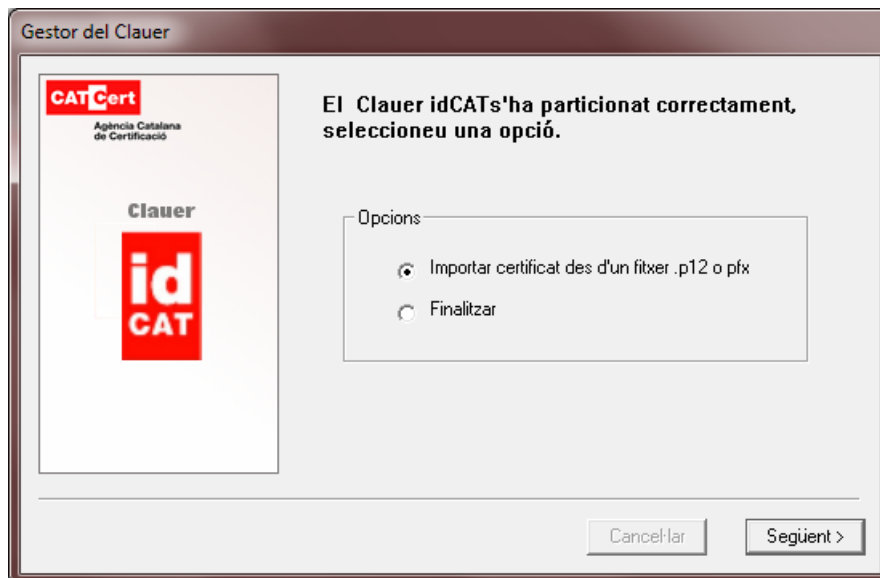 Gestor del Clauer
CATCert
Agència Catalana
de Certificació
Clauer
id
CAT
El Clauer idCATs'ha particionat correctament,
seleccioneu una opció.
Opcions
Importar certificat des d'un fitxer .p12 o pfx
Finalitzar
Cancel·lar
Següent >